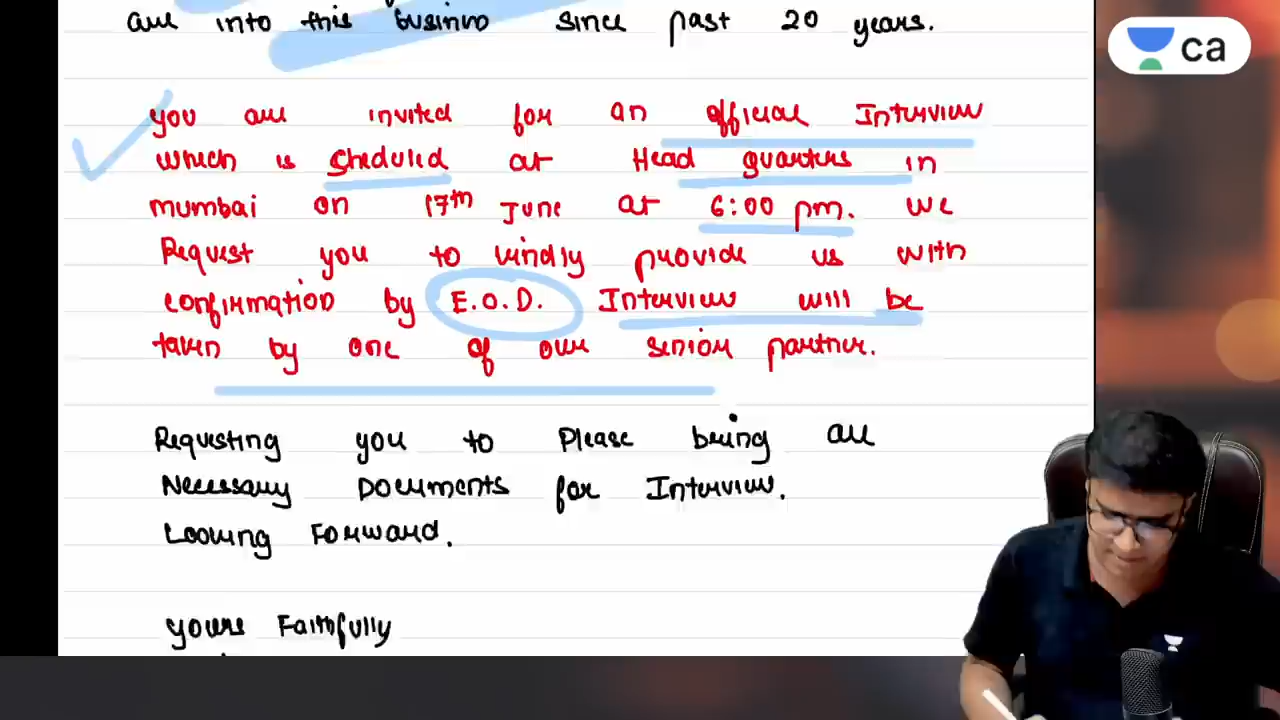 are into this business since past 20 years.
ca
you are invited for an official Interview
which is Sheduled at Head quarters in
mumbai on 17th June at 6:00 pm. we
Request you to kindly provide us with
confirmation by E.O.D. Interview will be
taken by one of our senior partner.
Requesting you to Please being all
Necessary Documents for Interview.
Looking Forward.
yours Faithfully